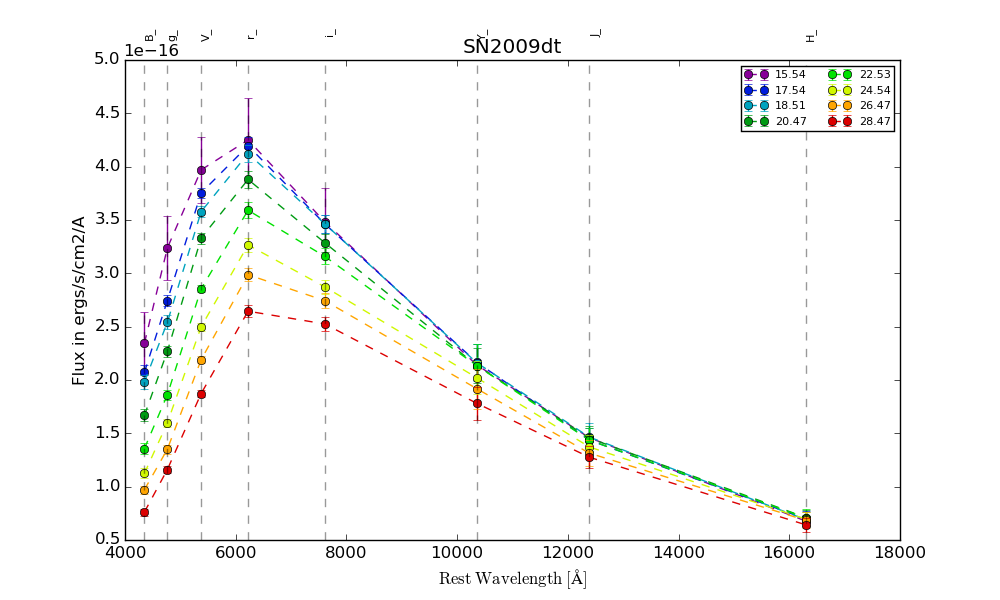 B_ g_ V_ r_ i_ Y_ J_ H_
1e−16 SN2009dt
5.0
4.5
4.0
3.5
3.0
2.5
2.0
1.5
1.0
0.5
Flux in ergs/s/cm2/A
15.54 22.53
17.54 24.54
18.51 26.47
20.47 28.47
4000 6000 8000 10000 12000 14000 16000 18000
Rest Wavelength [Å]